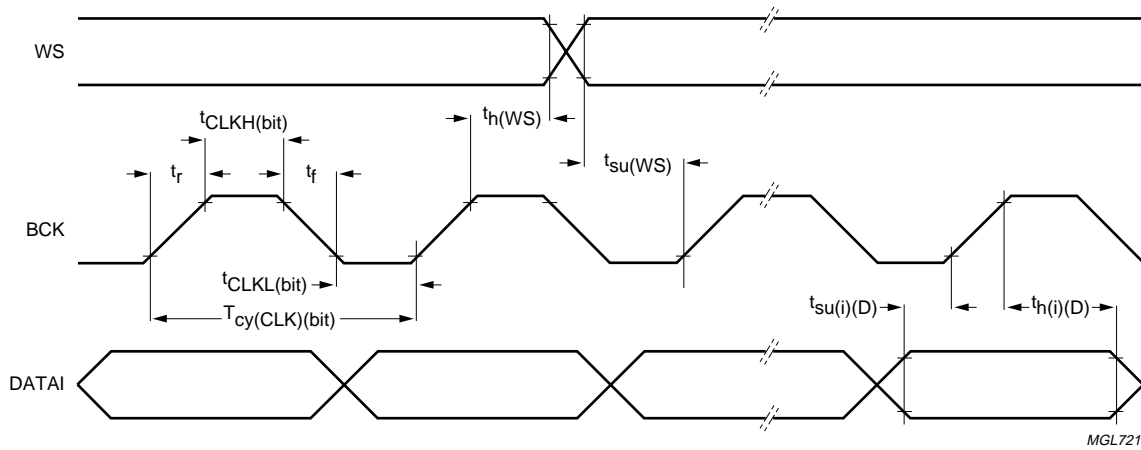 WS
th(WS)
tCLKH(bit)
tsu(WS)
tr
tf
BCK
tCLKL(bit)
Tcy(CLK)(bit)
tsu(i)(D)
th(i)(D)
DATAI
MGL721